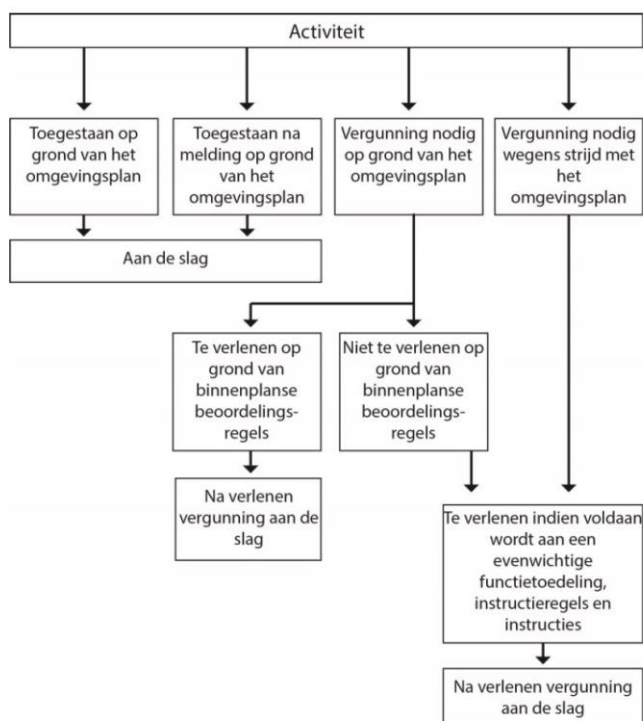 Activiteit
Toegestaan op
grond van het
omgevingsplan
Toegestaan na
melding op grond
van het
omgevingsplan
Vergunning nodig
op grond van het
omgevingsplan
Vergunning nodig
wegens strijd met
het
omgevingsplan
Aan de slag
Te verlenen op
grond van
binnenplanse
beoordelings-
regels
Niet te verlenen op
grond van
binnenplanse
beoordelings-
regels
Na verlenen
vergunning aan de
slag
Te verlenen indien voldaan
wordt aan een
evenwichtige
functietoedeling,
instructieregels en
instructies
Na verlenen vergunning
aan de slag